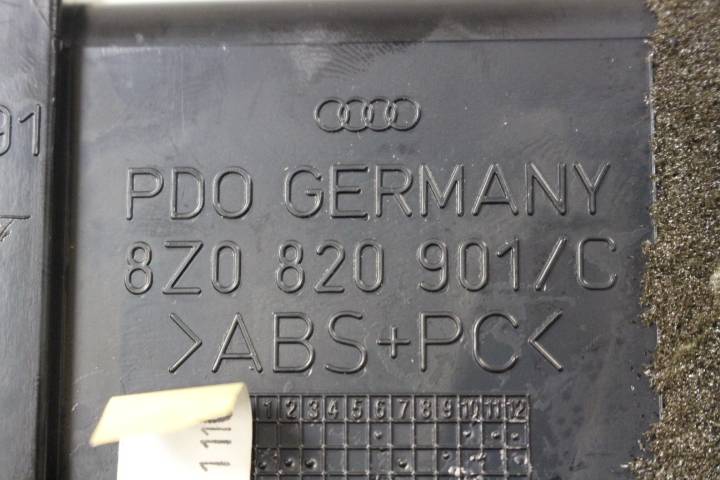 91
PDO GERMANY
8Z0 820 901/C
>ABS+PC<
1 2 3 4 5 6 7 8 9 10 11 12